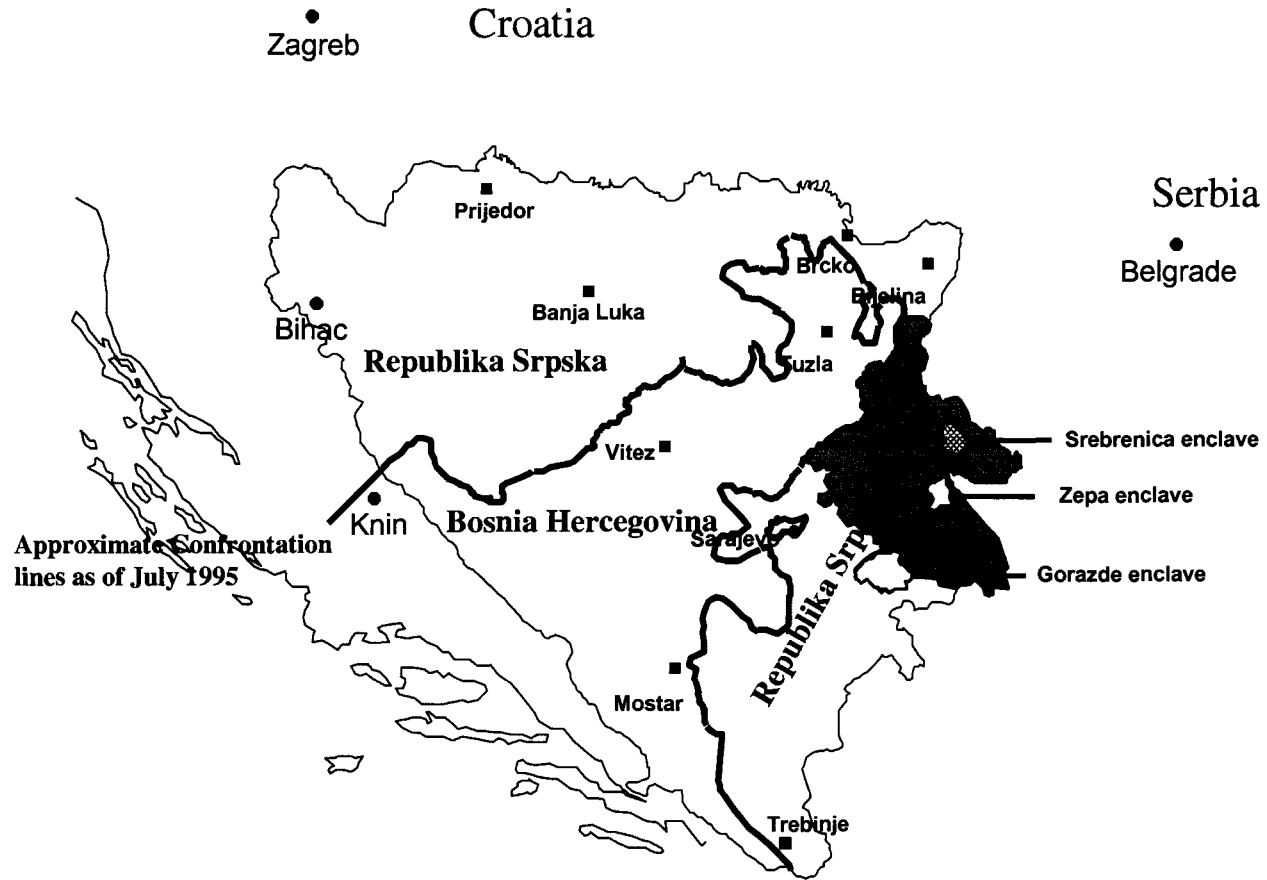 Croatia
Zagreb
Serbia
Belgrade
Prijedor
Brcko
Bijelina
Banja Luka
Bihac
Republika Srpska
Tuzla
Srebrenica enclave
Vitez
Zepa enclave
Knin
Bosnia Hercegovina
Sarajevo
Approximate Confrontation
lines as of July 1995
Gorazde enclave
Republika Srp
Mostar
Trebinje